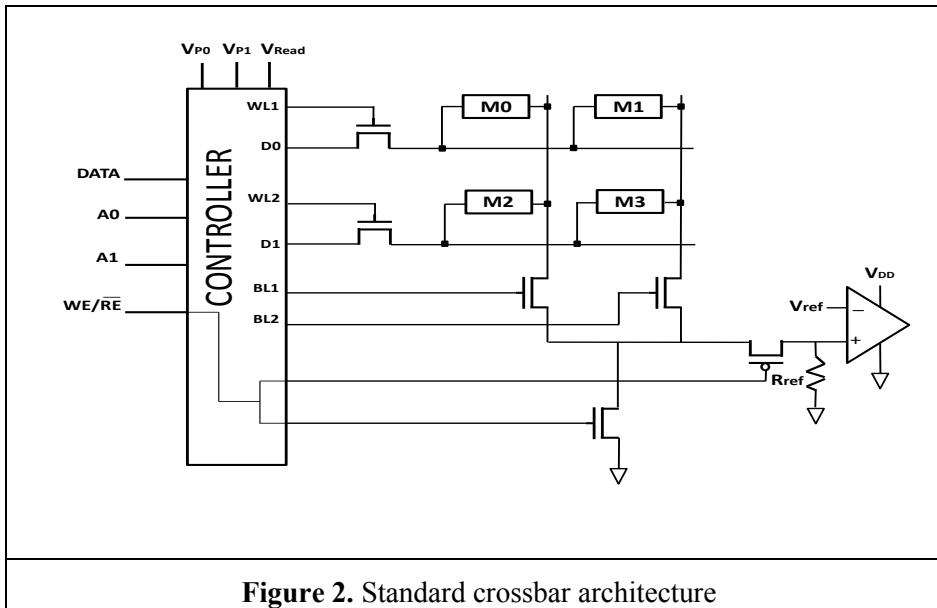 VP0 VP1 VRead
WL1
M0 M1
D0
DATA
WL2
M2 M3
A0
CONTROLLER
D1
A1
BL1
VDD
WE/R̅E̅
Vref
BL2
Rref
Figure 2. Standard crossbar architecture